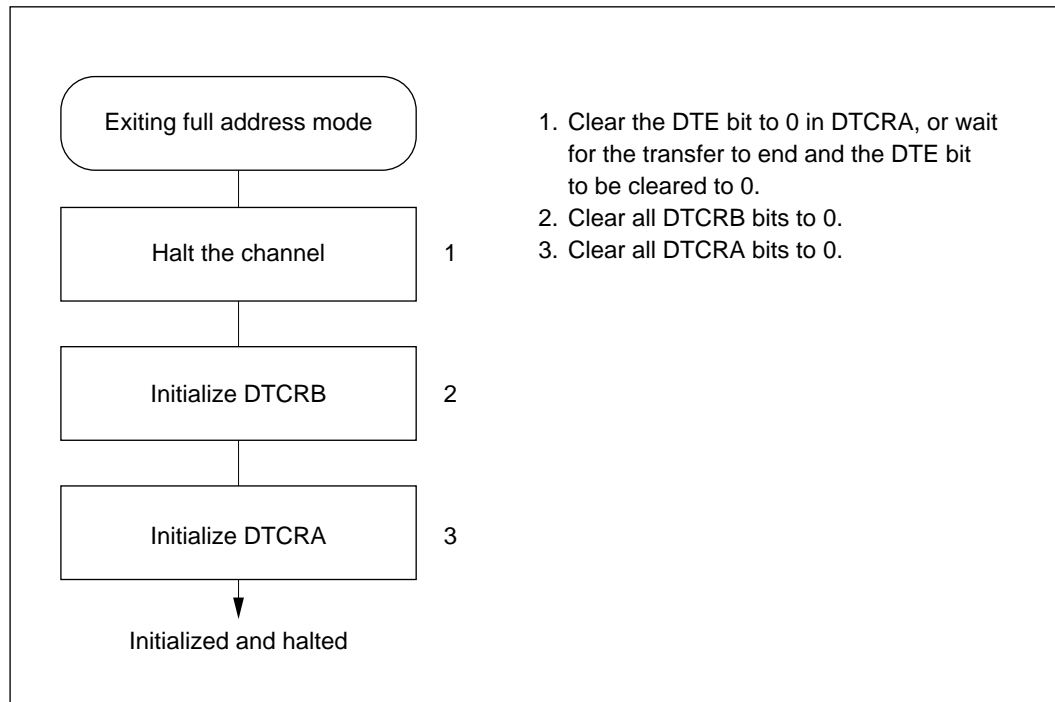 Exiting full address mode
Halt the channel
1
Initialize DTCRB
2
Initialize DTCRA
3
Initialized and halted
1. Clear the DTE bit to 0 in DTCRA, or wait
for the transfer to end and the DTE bit
to be cleared to 0.
2. Clear all DTCRB bits to 0.
3. Clear all DTCRA bits to 0.